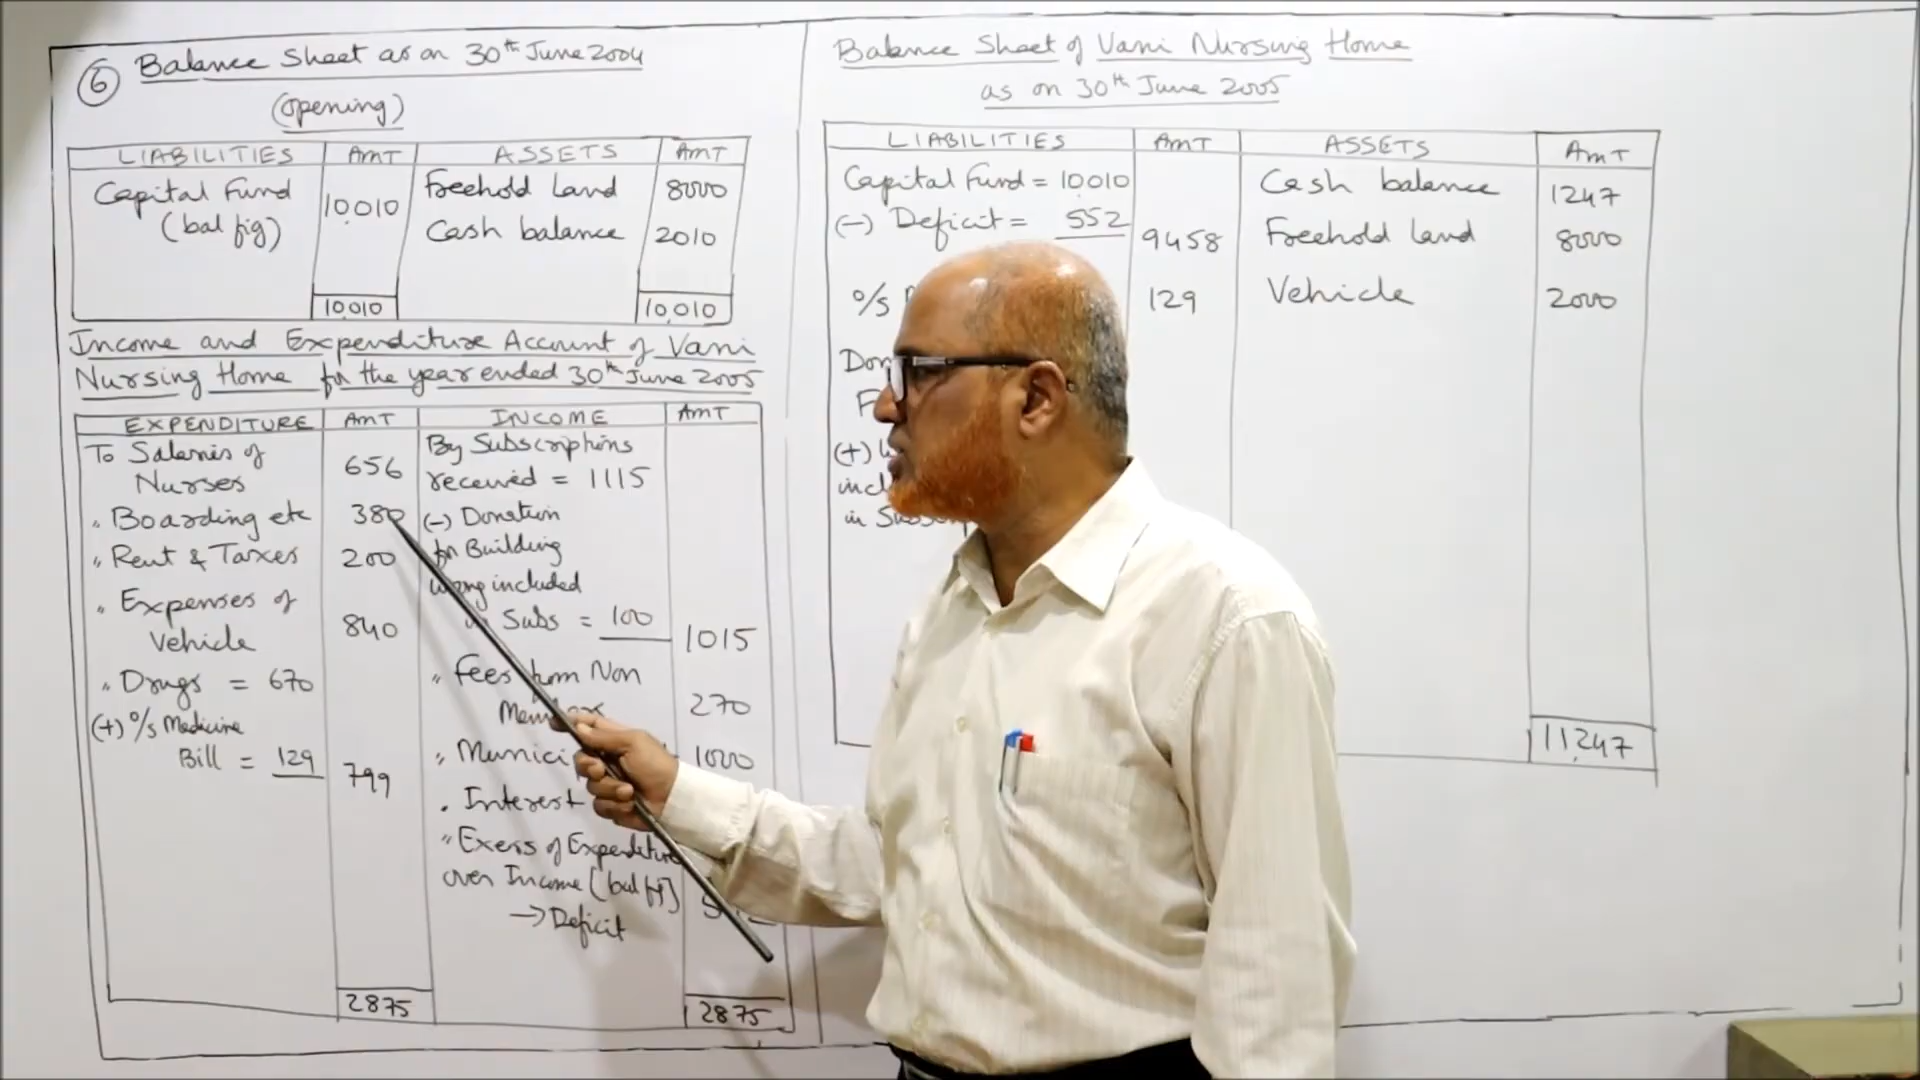 6 Balance Sheet as on 30th June 2004
(opening)
LIABILITIES AMT ASSETS AMT
Capital Fund 10,010 Freehold Land 8000
(bal fig) Cash balance 2010
10,010 10,010
Income and Expenditure Account of Vani
Nursing Home for the year ended 30th June 2005
EXPENDITURE AMT INCOME AMT
To Salaries of By Subscriptions
Nurses 656 received = 1115
" Boarding etc 380 (-) Donation
" Rent & Taxes 200 for Building
" Expenses of wrong included
Vehicle 840 Subs = 100 1015
" Drugs = 670 " Fees from Non
(+) O/s Medicine 270
Bill = 129 799 " 1000
" Interest
" Exess of Expenditure
over Income (bal fig)
→ Deficit
2875 2875
Balance Sheet of Vani Nursing Home
as on 30th June 2005
LIABILITIES AMT ASSETS AMT
Capital Fund = 10,010 Cash balance 1247
(-) Deficit = 552 9458 Freehold land 8000
O/s 129 Vehicle 2000
(+)
in
11,247